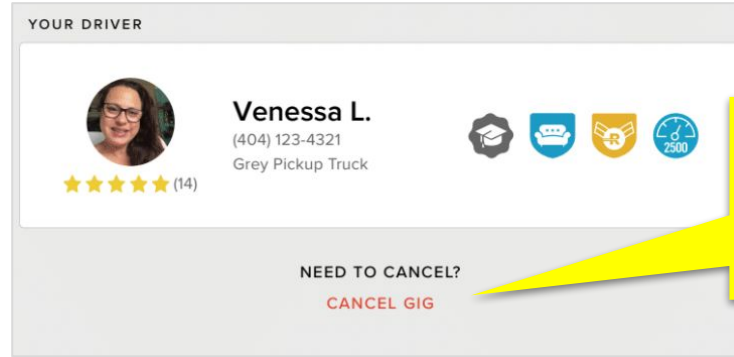 YOUR DRIVER
Venessa L.
(404) 123-4321
Grey Pickup Truck
(14)
R
2500
NEED TO CANCEL?
CANCEL GIG